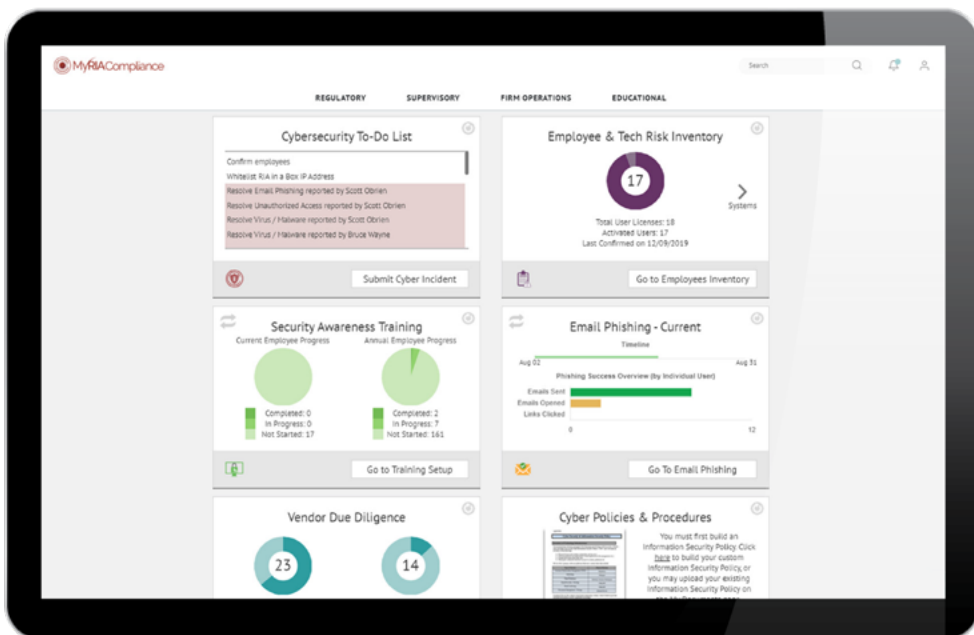 MyRIACompliance
Search
REGULATORY SUPERVISORY FIRM OPERATIONS EDUCATIONAL
Cybersecurity To-Do List
Confirm employees
Whitelist RIA in a Box IP Address
Resolve Email Phishing reported by Scott Obrien
Resolve Unauthorized Access reported by Scott Obrien
Resolve Virus / Malware reported by Scott Obrien
Resolve Virus / Malware reported by Bruce Wayne
Submit Cyber Incident
Employee & Tech Risk Inventory
17
Systems
Total User Licenses: 18
Activated Users: 17
Last Confirmed on 12/09/2019
Go to Employees Inventory
Security Awareness Training
Current Employee Progress
Completed: 0
In Progress: 0
Not Started: 17
Annual Employee Progress
Completed: 2
In Progress: 7
Not Started: 161
Go to Training Setup
Email Phishing - Current
Timeline
Aug 02 Aug 31
Phishing Success Overview (by Individual User)
Emails Sent
Emails Opened
Links Clicked
0 12
Go To Email Phishing
Vendor Due Diligence
23 14
Cyber Policies & Procedures
You must first build an
Information Security Policy. Click
here to build your custom
Information Security Policy, or
you may upload your existing
Information Security Policy on